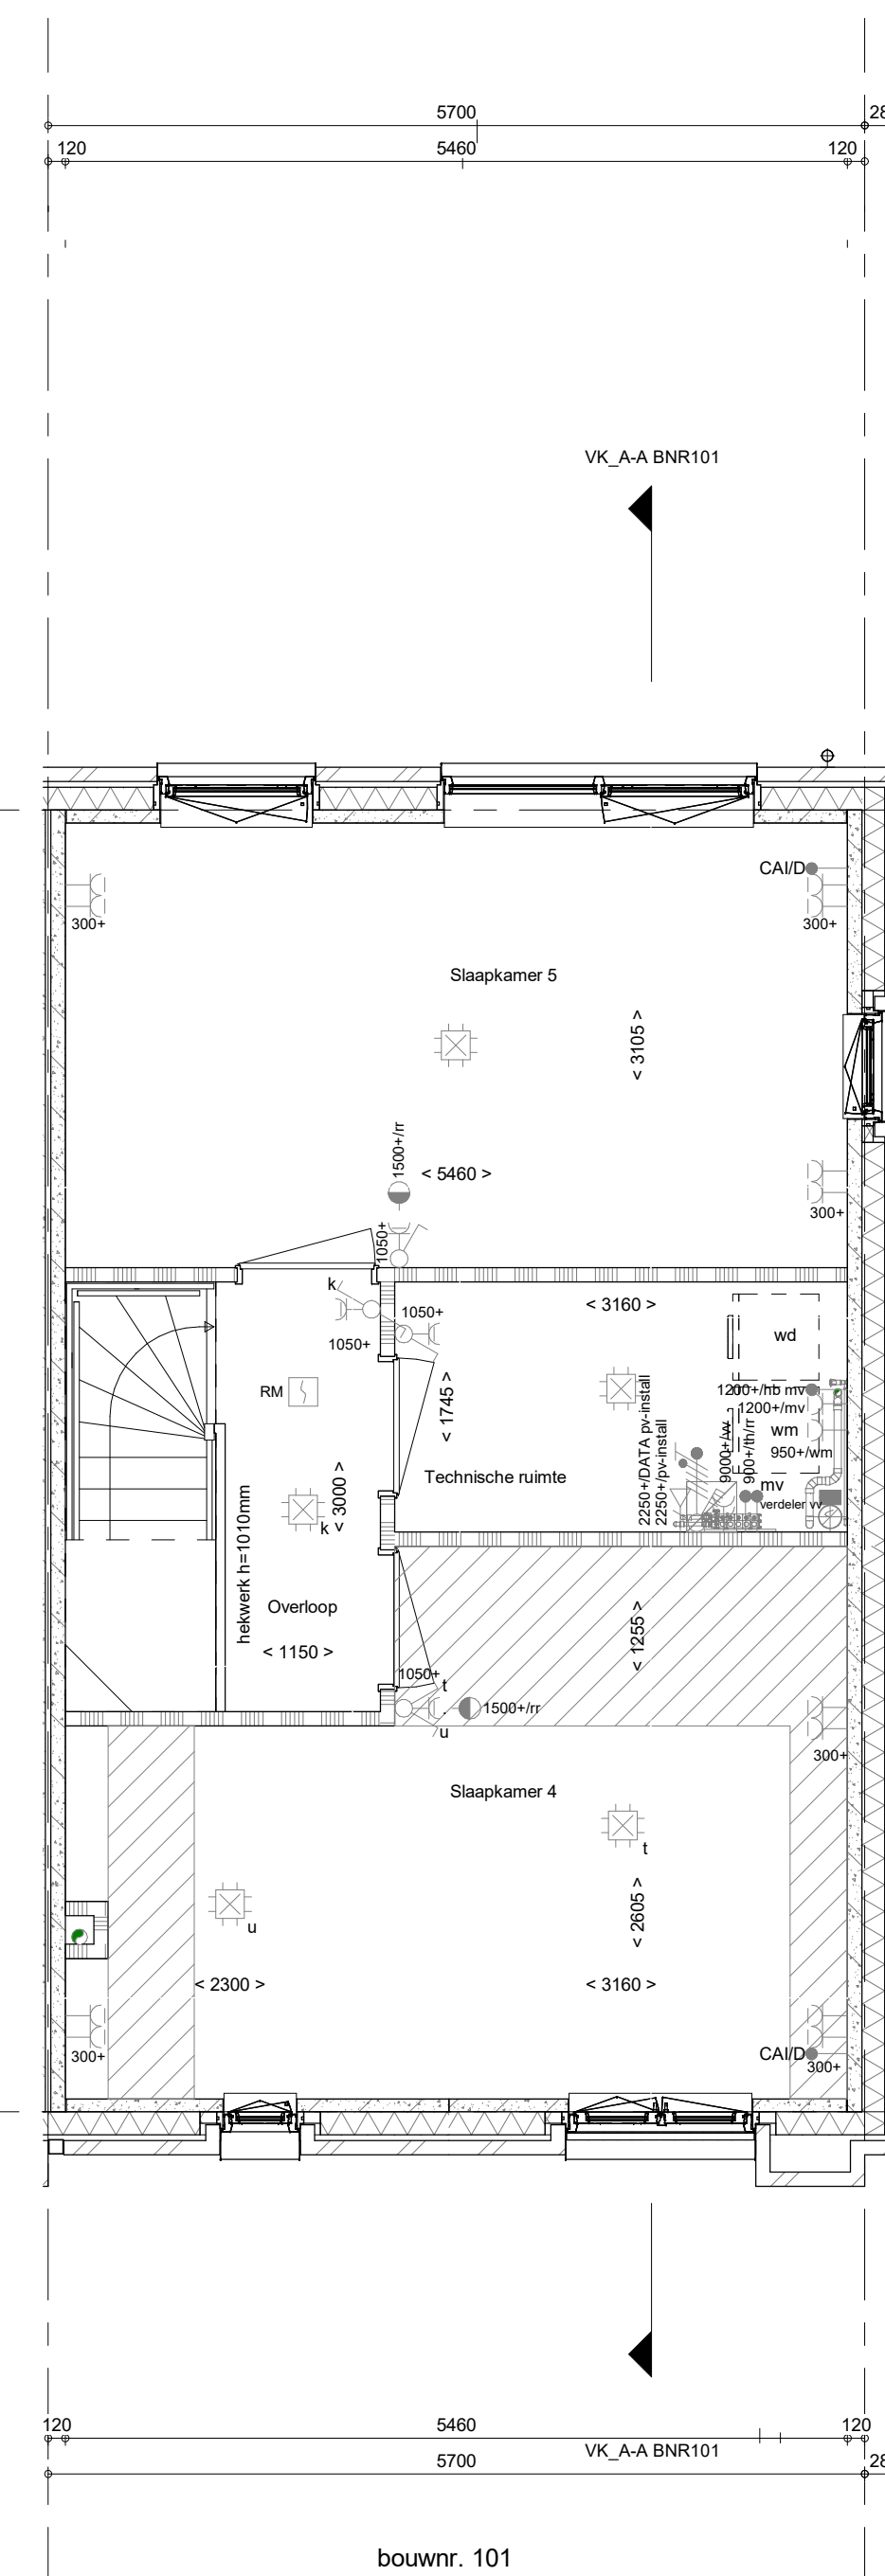 5700
28
120
5460
120
VK_A-A BNR101
CAI/D
300+
300+
Slaapkamer 5
< 3105 >
1500+/rr
< 5460 >
300+
1050+
k
1050+
1050+
< 3160 >
wd
RM
< 1745 >
1200+/hb mv
1200+/mv
wm
950+/wm
Technische ruimte
2250+/DATA pv-install
2250+/pv-install
9000+/vv
900+/th/rr
mv
verdeler vv
< 3000 >
k
hekwerk h=1010mm
Overloop
< 1150 >
< 1255 >
1050+
t
u
1500+/rr
300+
Slaapkamer 4
t
u
< 2605 >
< 2300 >
< 3160 >
300+
CAI/D
300+
120
5460
120
VK_A-A BNR101
5700
28
bouwnr. 101